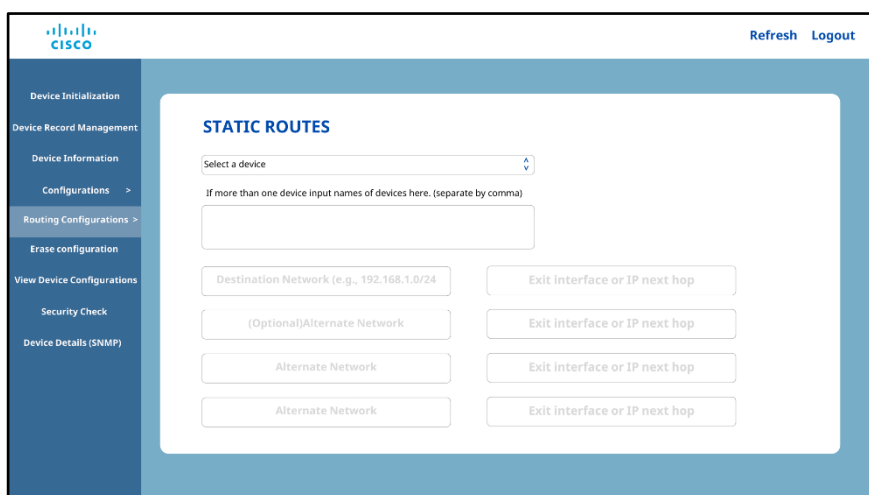 CISCO
Refresh Logout
Device Initialization
Device Record Management
Device Information
Configurations >
Routing Configurations >
Erase configuration
View Device Configurations
Security Check
Device Details (SNMP)
STATIC ROUTES
Select a device
If more than one device input names of devices here. (separate by comma)
Destination Network (e.g., 192.168.1.0/24 Exit interface or IP next hop
(Optional)Alternate Network Exit interface or IP next hop
Alternate Network Exit interface or IP next hop
Alternate Network Exit interface or IP next hop